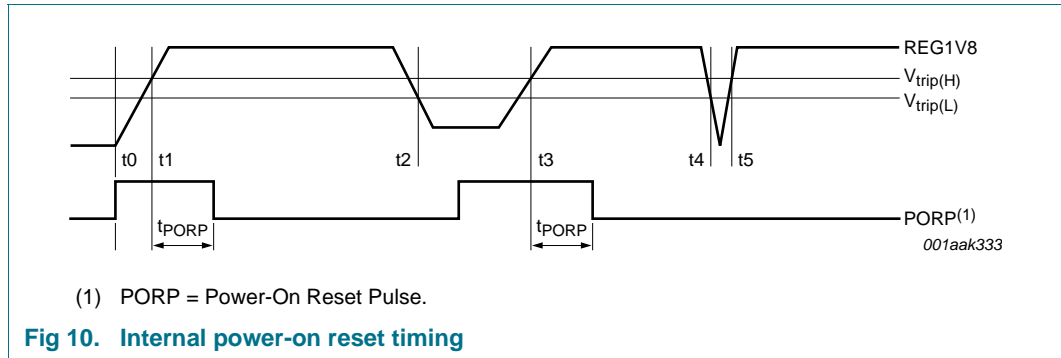 REG1V8
Vtrip(H)
Vtrip(L)
t0 t1 t2 t3 t4 t5
tPORP tPORP
PORP(1)
001aak333
(1) PORP = Power-On Reset Pulse.
Fig 10. Internal power-on reset timing